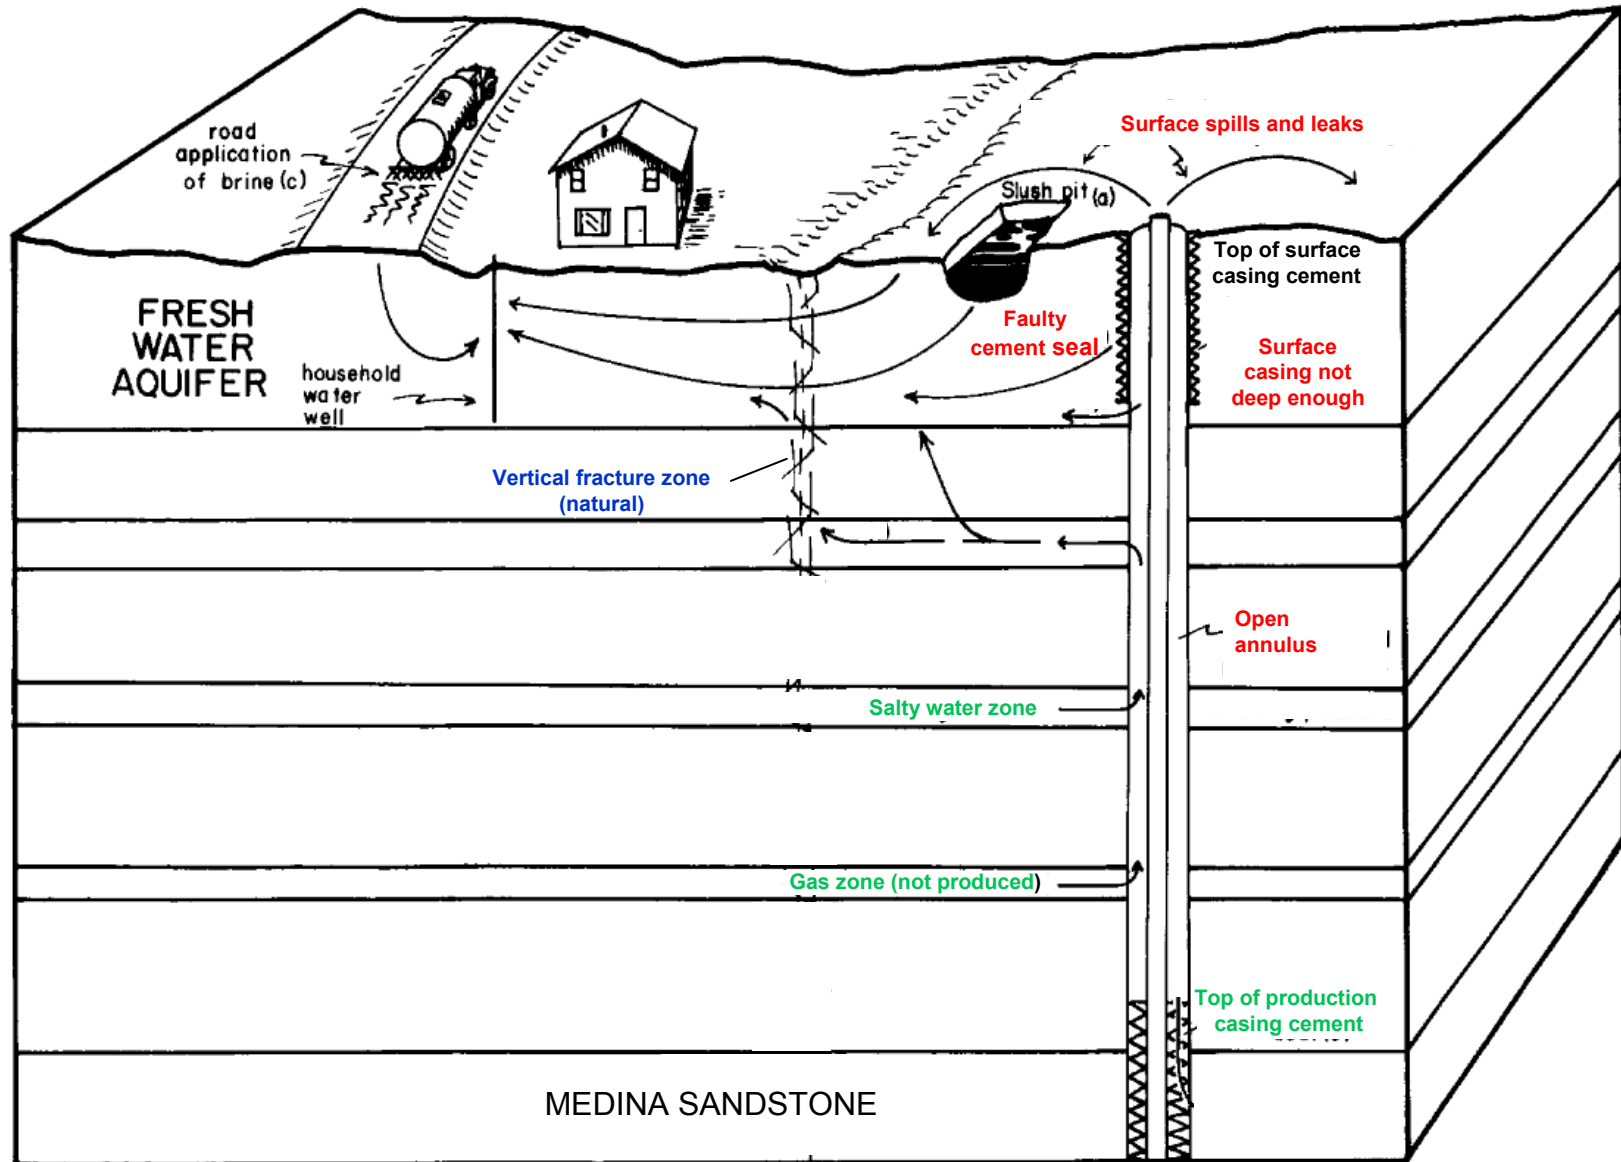 road
application
of brine (c)
Surface spills and leaks
Slush pit (a)
Top of surface
casing cement
FRESH
WATER
AQUIFER
household
water
well
Faulty
cement seal
Surface
casing not
deep enough
Vertical fracture zone
(natural)
Open
annulus
Salty water zone
Gas zone (not produced)
Top of production
casing cement
MEDINA SANDSTONE